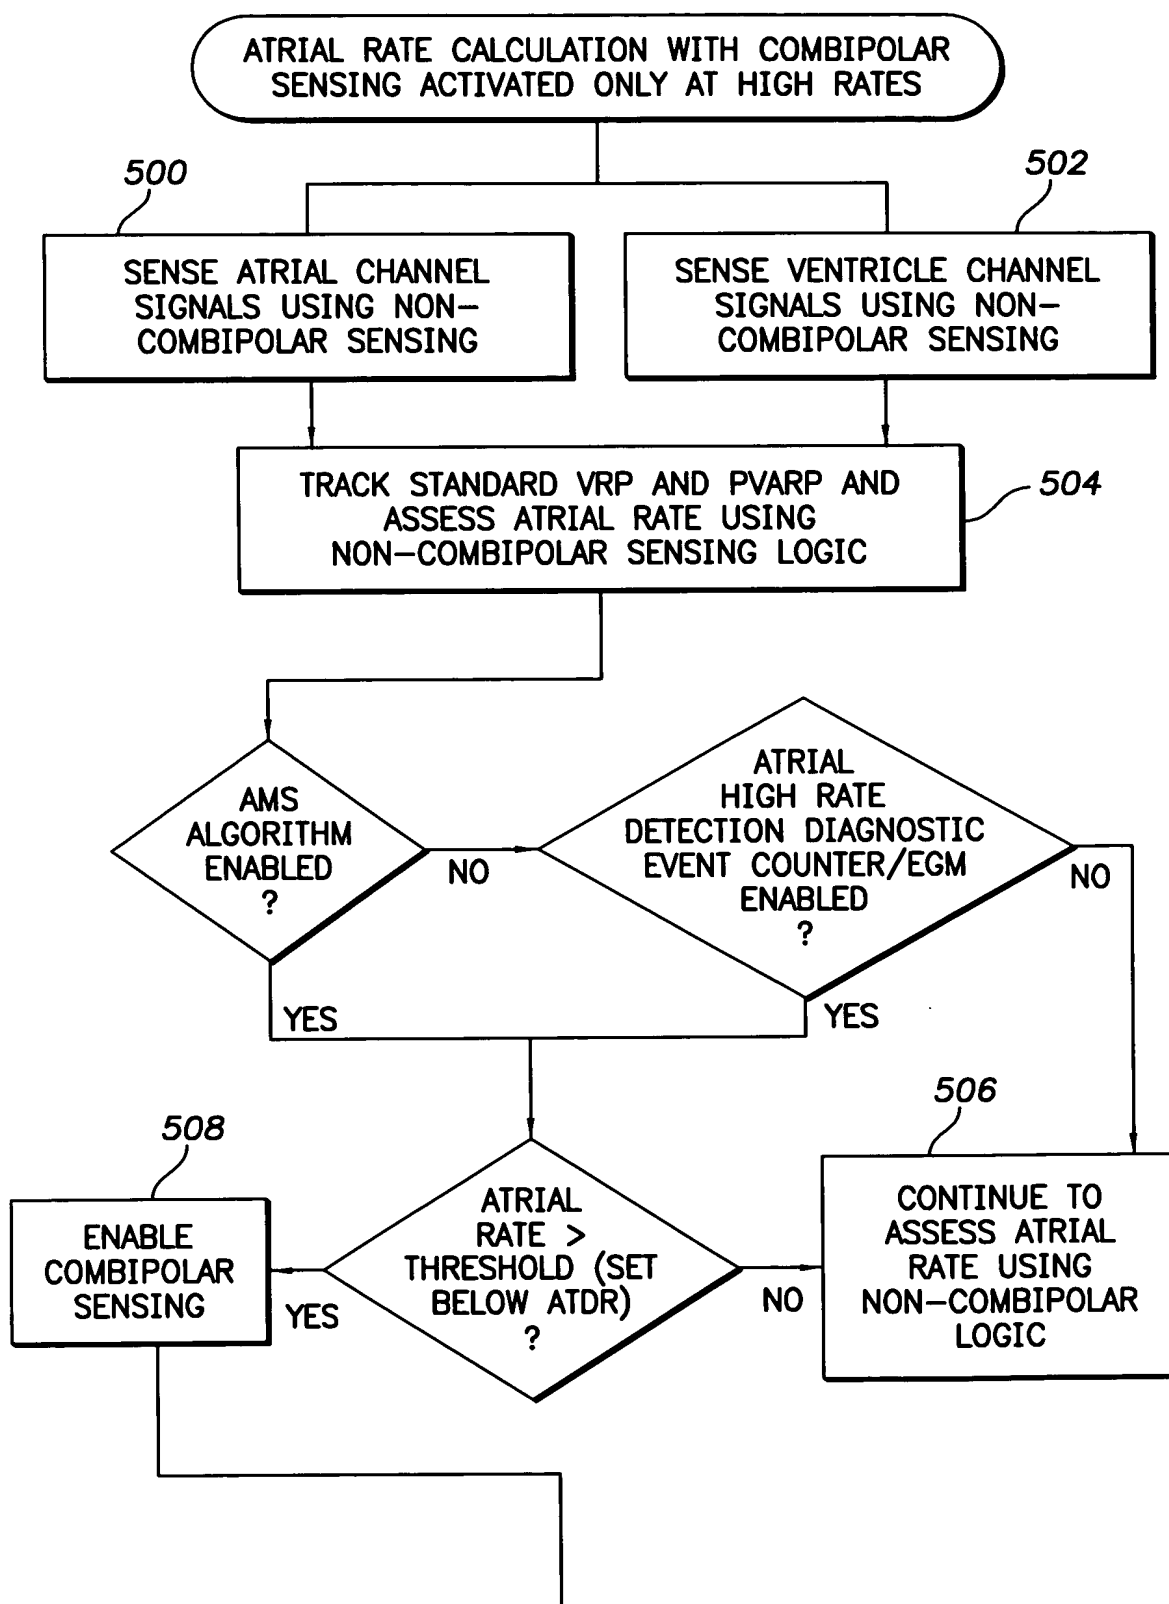 ATRIAL RATE CALCULATION WITH COMBIPOLAR
SENSING ACTIVATED ONLY AT HIGH RATES
500
502
SENSE ATRIAL CHANNEL
SIGNALS USING NON-
COMBIPOLAR SENSING
SENSE VENTRICLE CHANNEL
SIGNALS USING NON-
COMBIPOLAR SENSING
TRACK STANDARD VRP AND PVARP AND
ASSESS ATRIAL RATE USING
NON-COMBIPOLAR SENSING LOGIC
504
AMS
ALGORITHM
ENABLED
?
NO
ATRIAL
HIGH RATE
DETECTION DIAGNOSTIC
EVENT COUNTER/EGM
ENABLED
?
NO
YES
YES
508
506
ENABLE
COMBIPOLAR
SENSING
YES
ATRIAL
RATE >
THRESHOLD (SET
BELOW ATDR)
?
NO
CONTINUE TO
ASSESS ATRIAL
RATE USING
NON-COMBIPOLAR
LOGIC